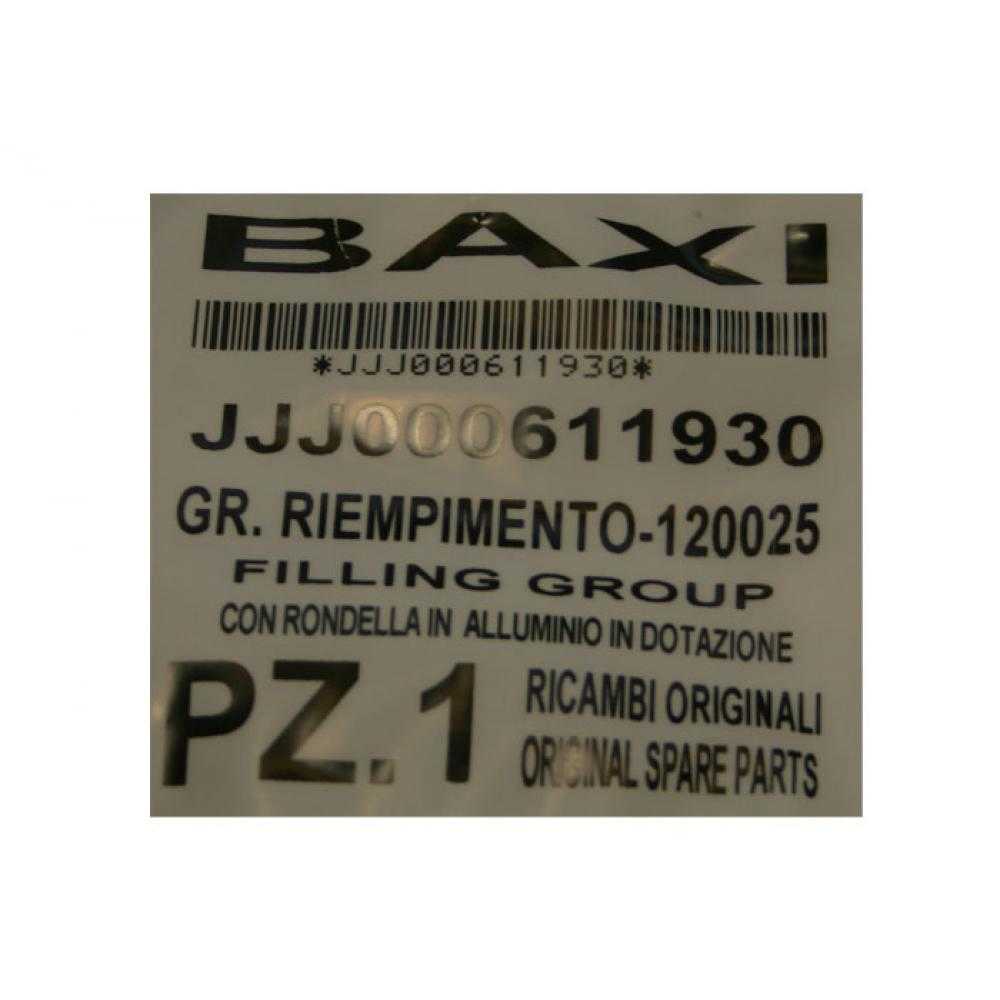 BAXI
*JJJ000611930*
JJJ000611930
GR. RIEMPIMENTO-120025
FILLING GROUP
CON RONDELLA IN ALLUMINIO IN DOTAZIONE
PZ.1
RICAMBI ORIGINALI
ORIGINAL SPARE PARTS